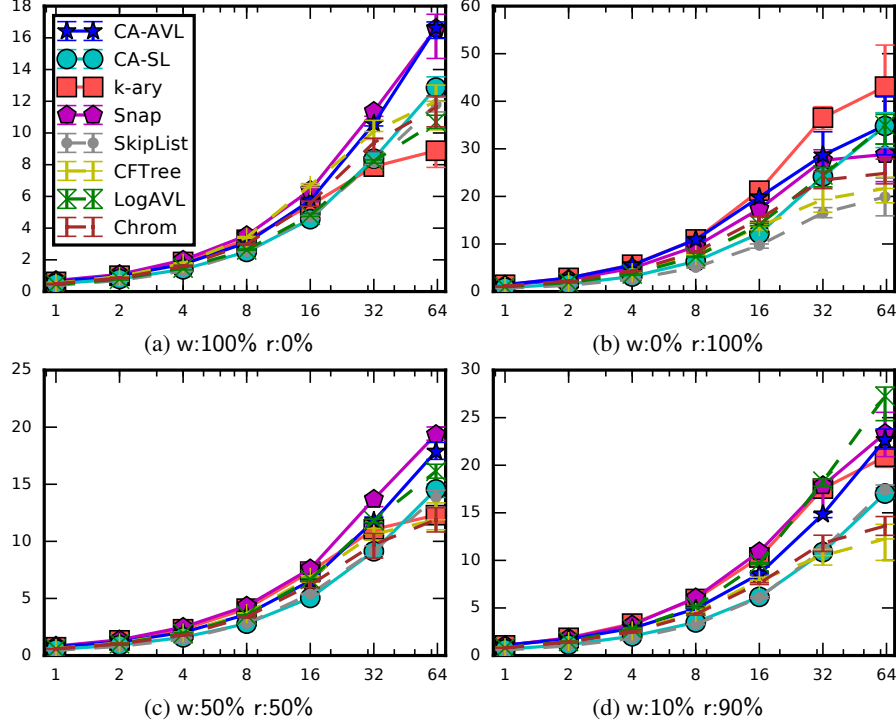 18
16
14
12
10
8
6
4
2
0
CA-AVL
CA-SL
k-ary
Snap
SkipList
CFTree
LogAVL
Chrom
1 2 4 8 16 32 64
(a) w:100% r:0%
60
50
40
30
20
10
0
1 2 4 8 16 32 64
(b) w:0% r:100%
25
20
15
10
5
0
1 2 4 8 16 32 64
(c) w:50% r:50%
30
25
20
15
10
5
0
1 2 4 8 16 32 64
(d) w:10% r:90%